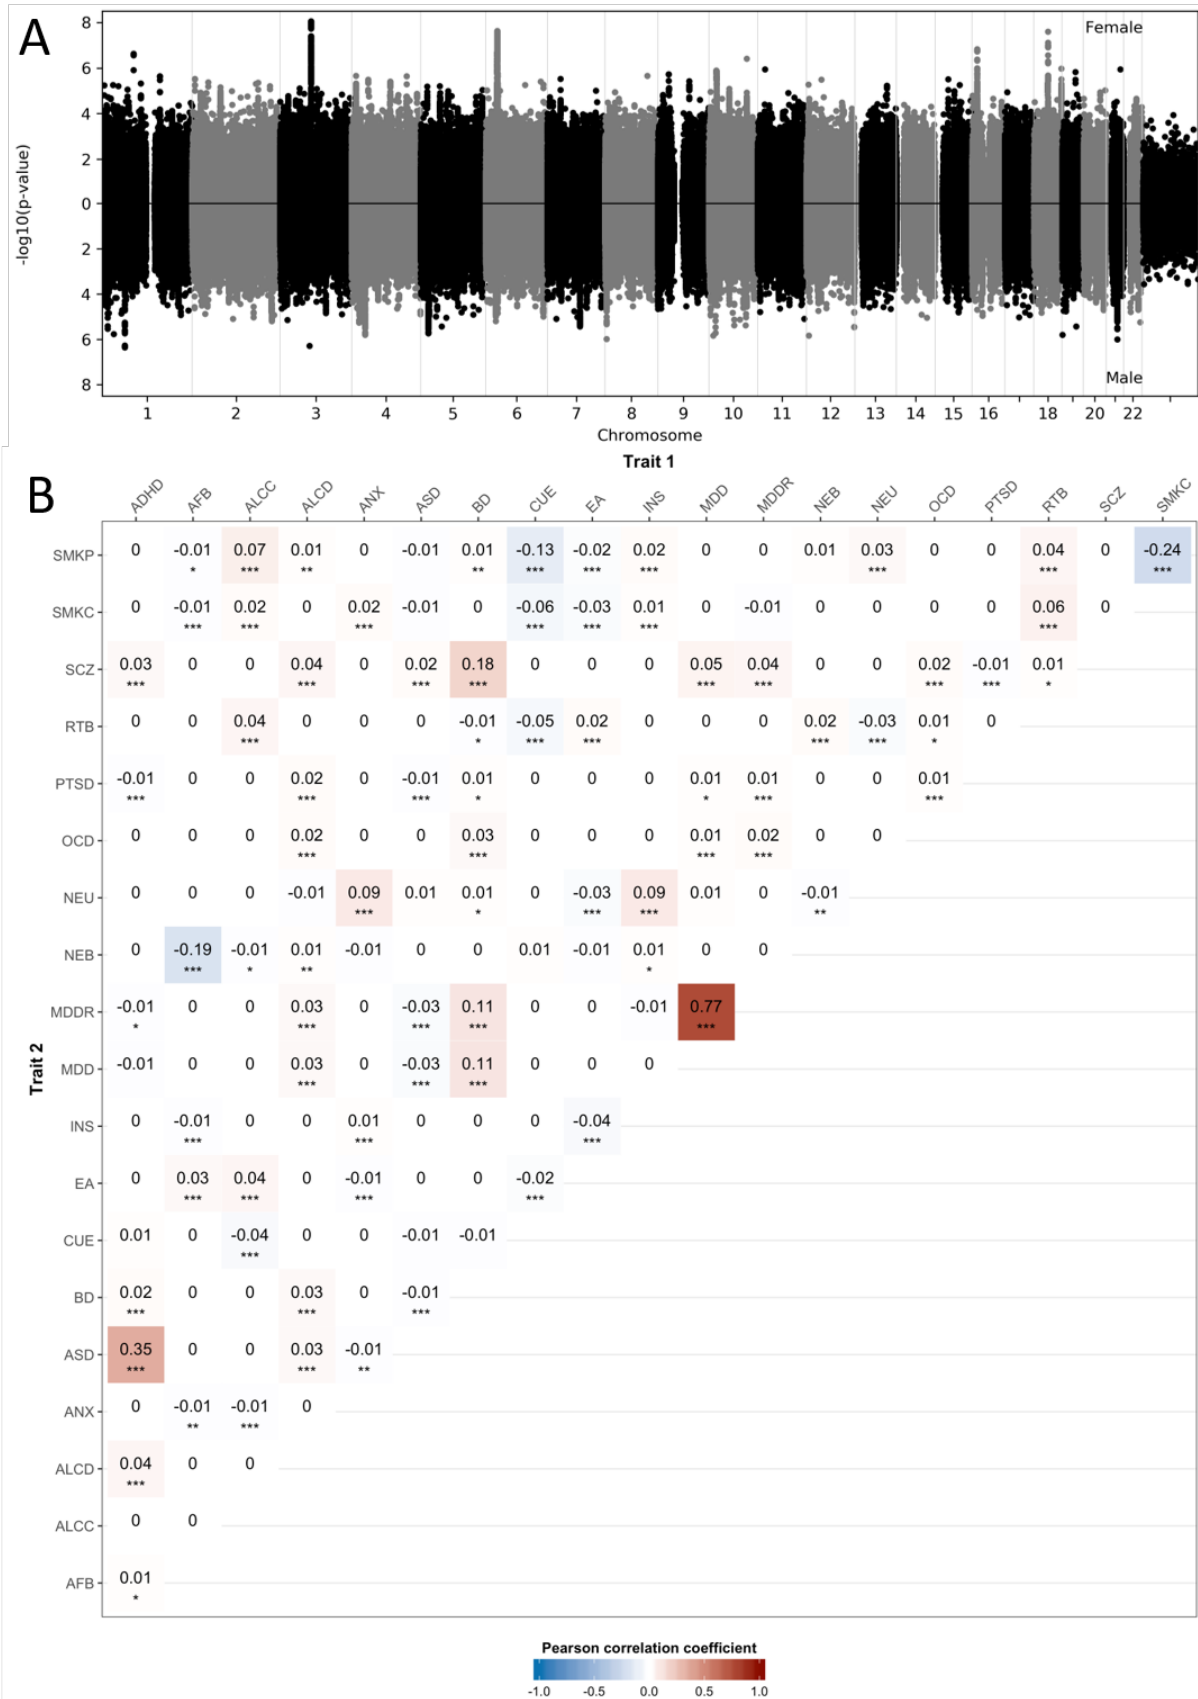 A
8
6
4
2
0
2
4
6
8
-log10(p-value)
Female
Male
1 2 3 4 5 6 7 8 9 10 11 12 13 14 15 16 18 20 22
Chromosome
B
Trait 1
ADHD AFB ALCC ALCD ANX ASD BD CUE EA INS MDD MDDR NEB NEU OCD PTSD RTB SCZ SMKC
Trait 2
SMKP 0 -0.01 0.07 0.01 0 -0.01 0.01 -0.13 -0.02 0.02 0 0 0.01 0.03 0 0 0.04 0 -0.24
* *** ** ** *** *** *** *** *** ***
SMKC 0 -0.01 0.02 0 0.02 -0.01 0 -0.06 -0.03 0.01 0 -0.01 0 0 0 0 0.06 0
*** *** *** *** *** *** ***
SCZ 0.03 0 0 0.04 0 0.02 0.18 0 0 0 0.05 0.04 0 0 0.02 -0.01 0.01
*** *** *** *** *** *** *** *** *
RTB 0 0 0.04 0 0 0 -0.01 -0.05 0.02 0 0 0 0.02 -0.03 0.01 0
*** * *** *** *** *** *
PTSD -0.01 0 0 0.02 0 -0.01 0.01 0 0 0 0.01 0.01 0 0 0.01
*** *** *** * * *** ***
OCD 0 0 0 0.02 0 0 0.03 0 0 0 0.01 0.02 0 0
*** *** *** ***
NEU 0 0 0 -0.01 0.09 0.01 0.01 0 -0.03 0.09 0.01 0 -0.01
*** * *** *** **
NEB 0 -0.19 -0.01 0.01 -0.01 0 0 0.01 -0.01 0.01 0 0
*** * ** *
MDDR -0.01 0 0 0.03 0 -0.03 0.11 0 0 -0.01 0.77
* *** *** *** ***
MDD -0.01 0 0 0.03 0 -0.03 0.11 0 0 0
*** *** ***
INS 0 -0.01 0 0 0.01 0 0 0 -0.04
*** *** ***
EA 0 0.03 0.04 0 -0.01 0 0 -0.02
*** *** *** ***
CUE 0.01 0 -0.04 0 0 -0.01 -0.01
***
BD 0.02 0 0 0.03 0 -0.01
*** *** ***
ASD 0.35 0 0 0.03 -0.01
*** *** **
ANX 0 -0.01 -0.01 0
** ***
ALCD 0.04 0 0
***
ALCC 0 0
AFB 0.01
*
Pearson correlation coefficient
-1.0 -0.5 0.0 0.5 1.0